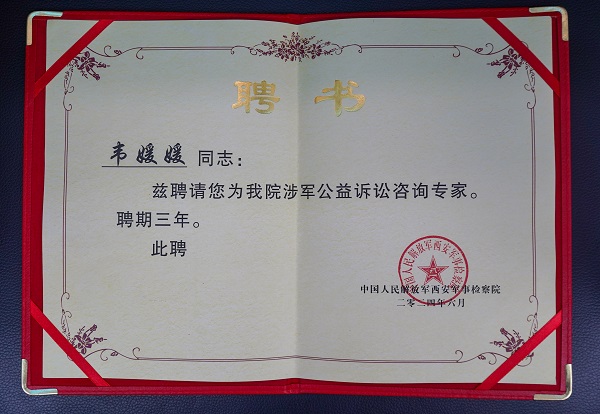 聘书
韦媛媛 同志：
兹聘请您为我院涉军公益诉讼咨询专家。
聘期三年。
此聘
中国人民解放军西安军事检察院
二〇二四年六月